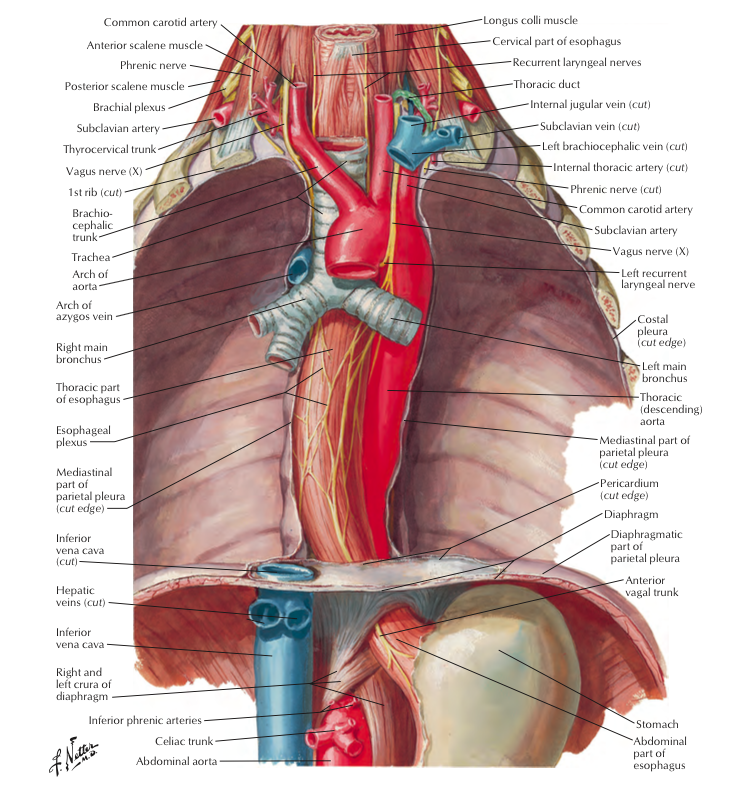 Common carotid artery
Anterior scalene muscle
Phrenic nerve
Posterior scalene muscle
Brachial plexus
Subclavian artery
Thyrocervical trunk
Vagus nerve (X)
1st rib (cut)
Brachio-
cephalic
trunk
Trachea
Arch of
aorta
Arch of
azygos vein
Right main
bronchus
Thoracic part
of esophagus
Esophageal
plexus
Mediastinal
part of
parietal pleura
(cut edge)
Inferior
vena cava
(cut)
Hepatic
veins (cut)
Inferior
vena cava
Right and
left crura of
diaphragm
Inferior phrenic arteries
Celiac trunk
Abdominal aorta
Longus colli muscle
Cervical part of esophagus
Recurrent laryngeal nerves
Thoracic duct
Internal jugular vein (cut)
Subclavian vein (cut)
Left brachiocephalic vein (cut)
Internal thoracic artery (cut)
Phrenic nerve (cut)
Common carotid artery
Subclavian artery
Vagus nerve (X)
Left recurrent
laryngeal nerve
Costal
pleura
(cut edge)
Left main
bronchus
Thoracic
(descending)
aorta
Mediastinal part of
parietal pleura
(cut edge)
Pericardium
(cut edge)
Diaphragm
Diaphragmatic
part of
parietal pleura
Anterior
vagal trunk
Stomach
Abdominal
part of
esophagus
F. Netter
M.D.